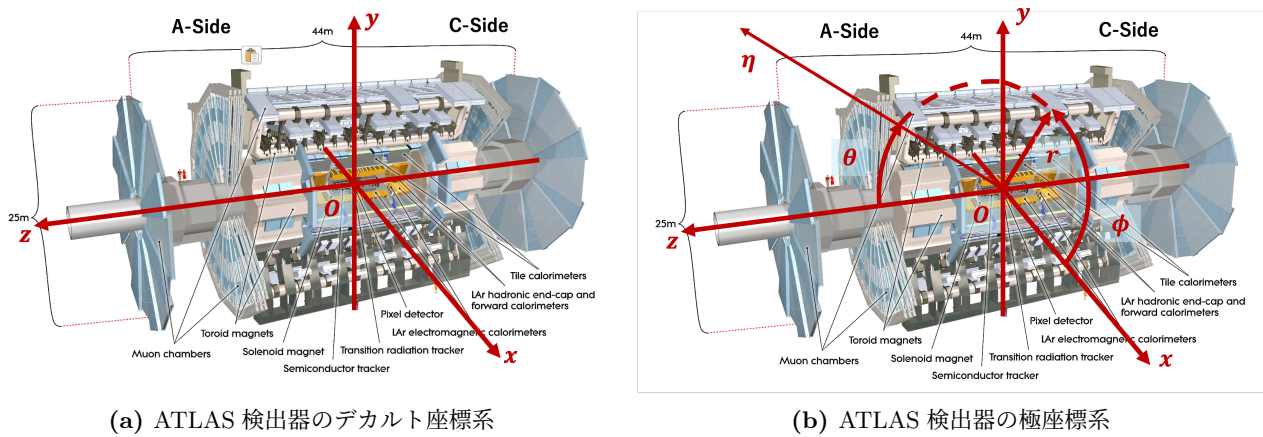 A-Side
44m
y
C-Side
25m
z
O
x
Tile calorimeters
LAr hadronic end-cap and
forward calorimeters
Pixel detector
Toroid magnets
LAr electromagnetic calorimeters
Muon chambers
Solenoid magnet
Transition radiation tracker
Semiconductor tracker
(a) ATLAS 検出器のデカルト座標系
y
A-Side
44m
C-Side
η
θ
r
25m
z
O
ϕ
x
Tile calorimeters
LAr hadronic end-cap and
forward calorimeters
Pixel detector
Toroid magnets
LAr electromagnetic calorimeters
Muon chambers
Solenoid magnet
Transition radiation tracker
Semiconductor tracker
(b) ATLAS 検出器の極座標系